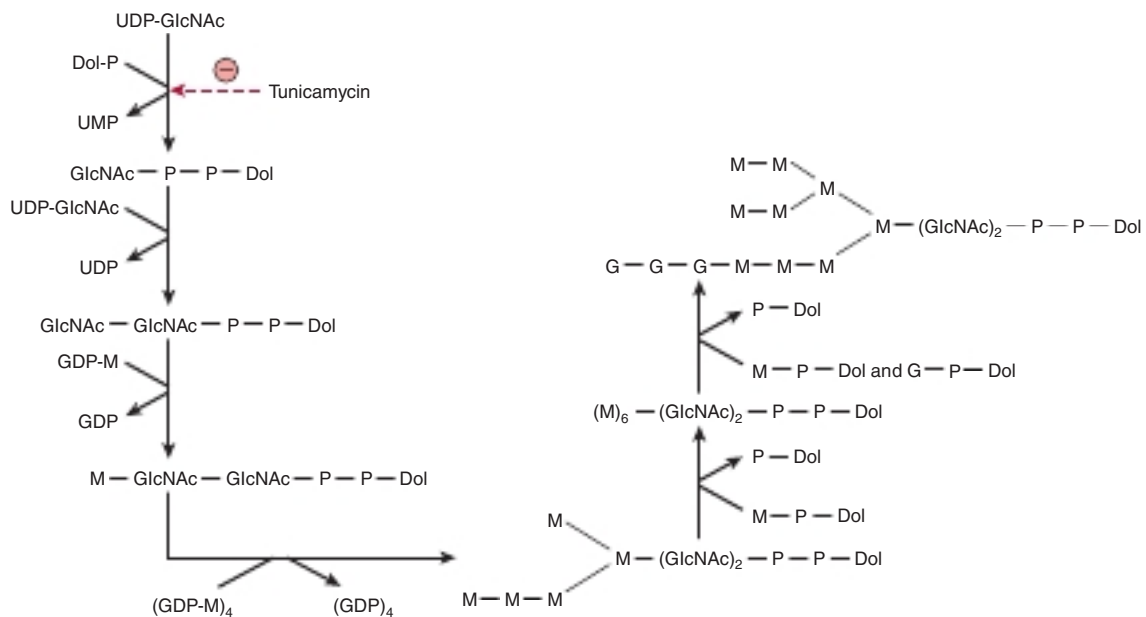 UDP-GlcNAc
Dol-P
− Tunicamycin
UMP
GlcNAc — P — P — Dol
UDP-GlcNAc
UDP
GlcNAc — GlcNAc — P — P — Dol
GDP-M
GDP
M — GlcNAc — GlcNAc — P — P — Dol
(GDP-M)4
(GDP)4
M
M — (GlcNAc)2 — P — P — Dol
M — M — M
P — Dol
M — P — Dol
(M)6 — (GlcNAc)2 — P — P — Dol
P — Dol
M — P — Dol and G — P — Dol
M — M
M
M — M
M — (GlcNAc)2 — P — P — Dol
G — G — G — M — M — M